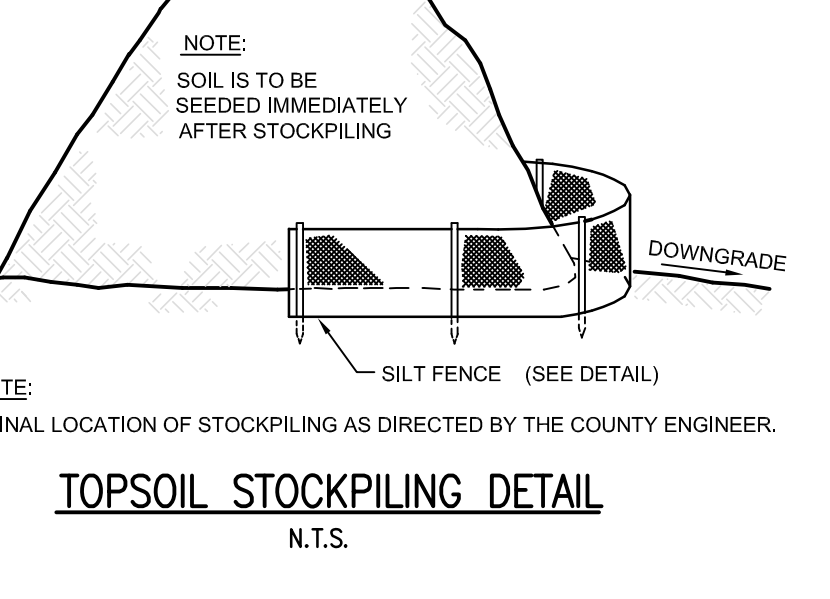 NOTE:
SOIL IS TO BE
SEEDED IMMEDIATELY
AFTER STOCKPILING
DOWNGRADE
SILT FENCE (SEE DETAIL)
TE:
INAL LOCATION OF STOCKPILING AS DIRECTED BY THE COUNTY ENGINEER.
TOPSOIL STOCKPILING DETAIL
N.T.S.